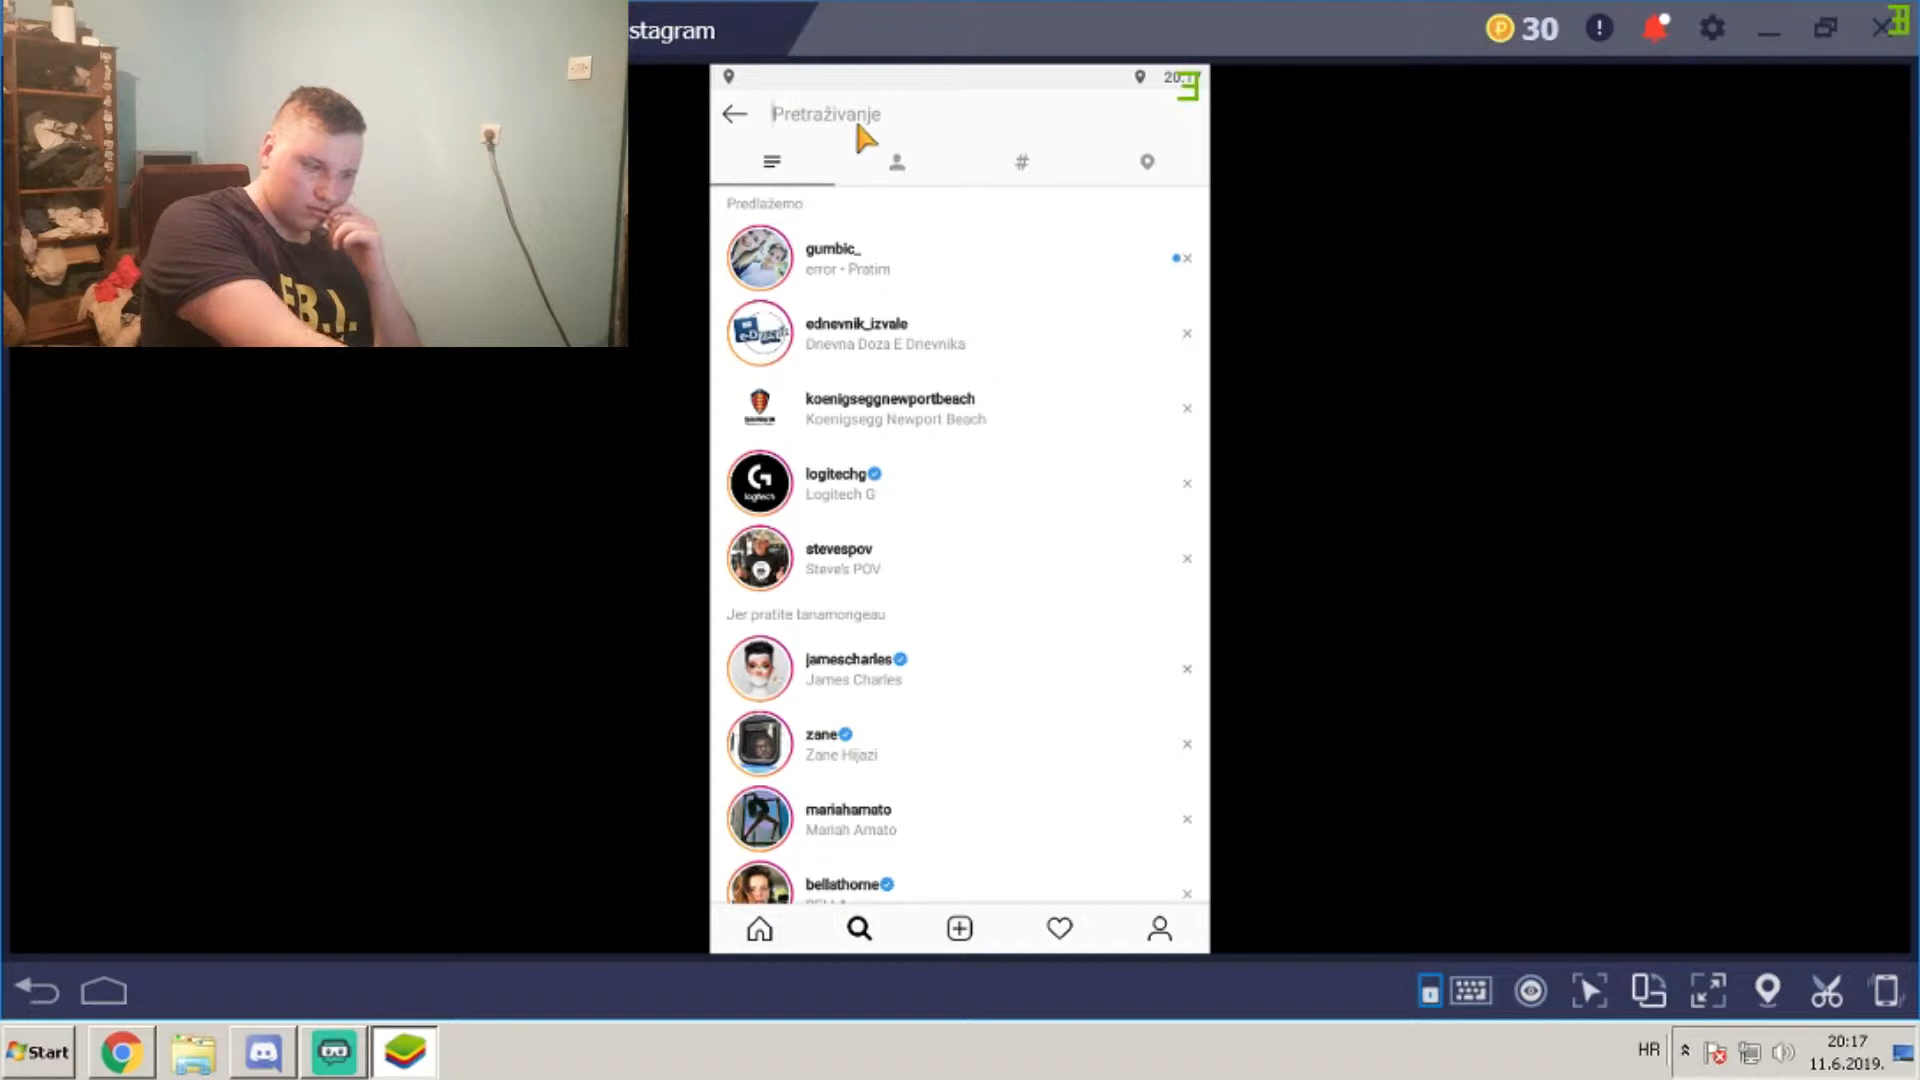 stagram
30
Pretraživanje
#
Predlažemo
gumbic_
error • Pratim
ednevnik_izvale
Dnevna Doza E Dnevnika
koenigseggnewportbeach
Koenigsegg Newport Beach
logitechg
Logitech G
stevespov
Steve's POV
Jer pratite tanamongeau
jamescharles
James Charles
zane
Zane Hijazi
mariahamato
Mariah Amato
bellathorne
F.B.I.
Start
HR
20:17
11.6.2019.